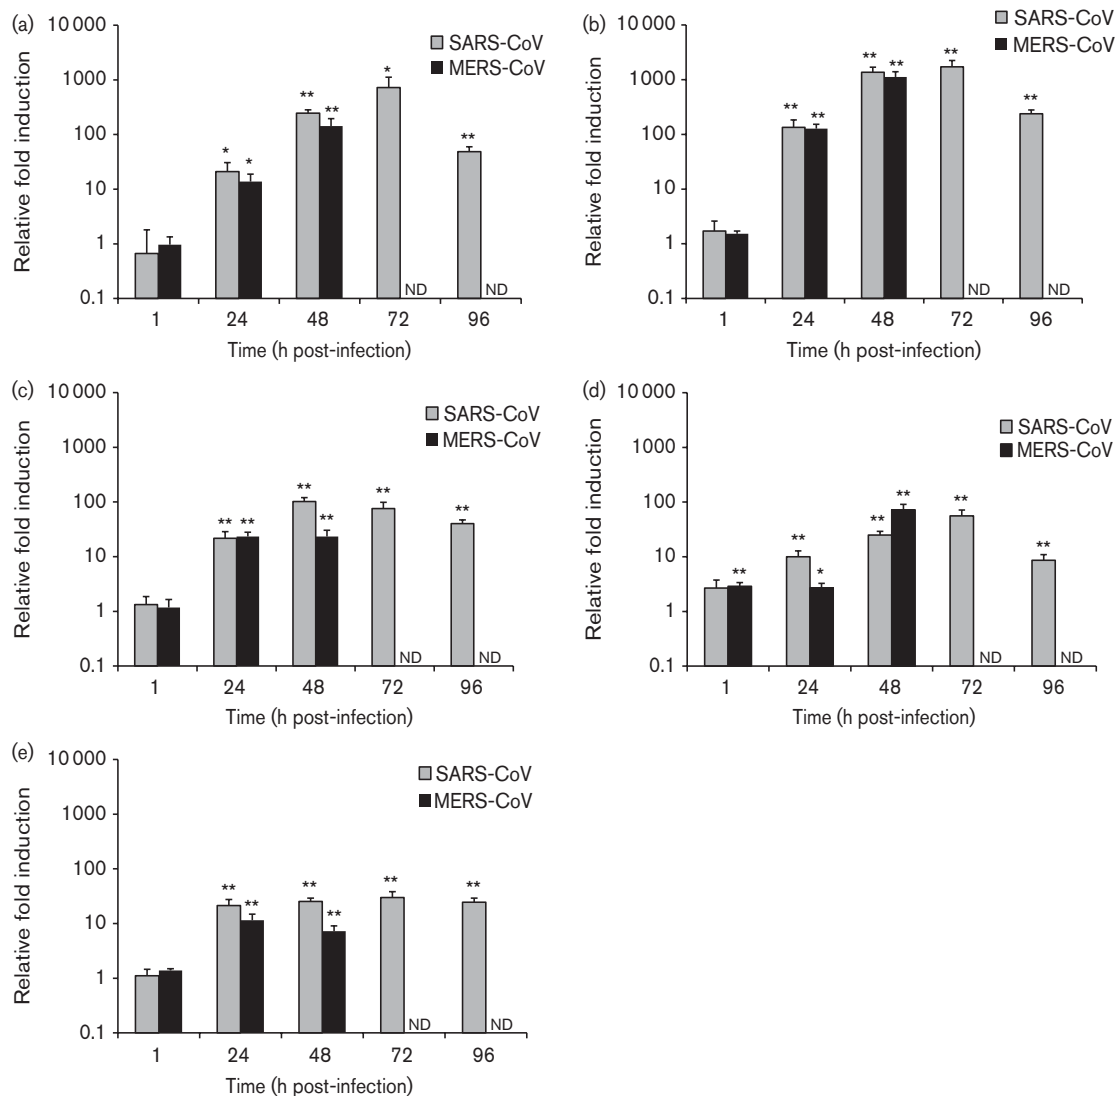 (a)
10 000
1000
100
10
1
0.1
Relative fold induction
SARS-CoV
MERS-CoV
* * ** ** * **
ND ND
1 24 48 72 96
Time (h post-infection)
(b)
10 000
1000
100
10
1
0.1
Relative fold induction
SARS-CoV
MERS-CoV
** ** ** ** ** **
ND ND
1 24 48 72 96
Time (h post-infection)
(c)
10 000
1000
100
10
1
0.1
Relative fold induction
SARS-CoV
MERS-CoV
** ** ** ** ** **
ND ND
1 24 48 72 96
Time (h post-infection)
(d)
10 000
1000
100
10
1
0.1
Relative fold induction
SARS-CoV
MERS-CoV
** ** * ** ** ** **
ND ND
1 24 48 72 96
Time (h post-infection)
(e)
10 000
1000
100
10
1
0.1
Relative fold induction
SARS-CoV
MERS-CoV
** ** ** ** ** **
ND ND
1 24 48 72 96
Time (h post-infection)